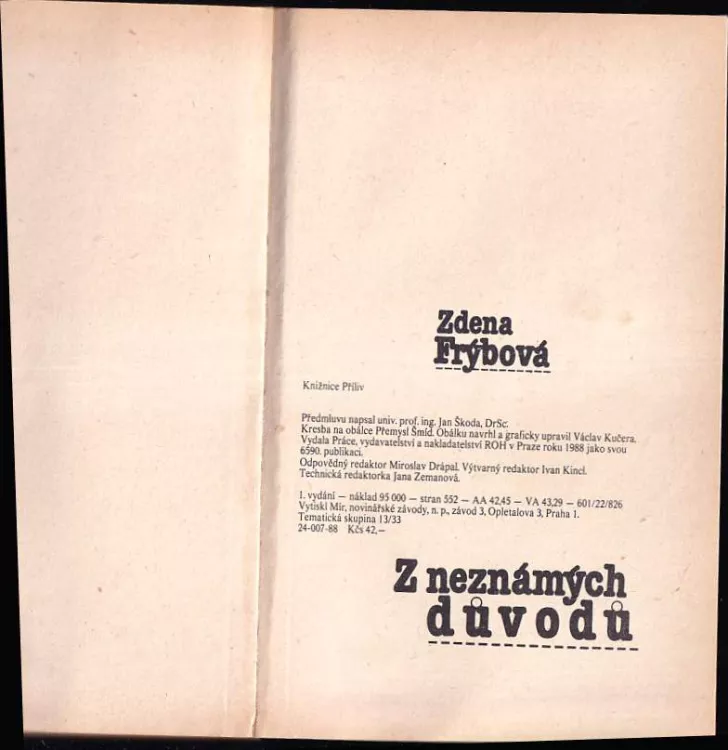 Zdena
Frýbová
Knižnice Příliv
Předmluvu napsal univ. prof. ing. Jan Škoda, DrSc.
Kresba na obálce Přemysl Šmíd. Obálku navrhl a graficky upravil Václav Kučera.
Vydala Práce, vydavatelství a nakladatelství ROH v Praze roku 1988 jako svou
6590. publikaci.
Odpovědný redaktor Miroslav Drápal. Výtvarný redaktor Ivan Kincl.
Technická redaktorka Jana Zemanová.
1. vydání – náklad 95 000 – stran 552 – AA 42,45 – VA 43,29 – 601/22/826
Vytiskl Mír, novinářské závody, n. p., závod 3, Opletalova 3, Praha 1.
Tematická skupina 13/33
24-007-88 Kčs 42,–
Z neznámých
důvodů